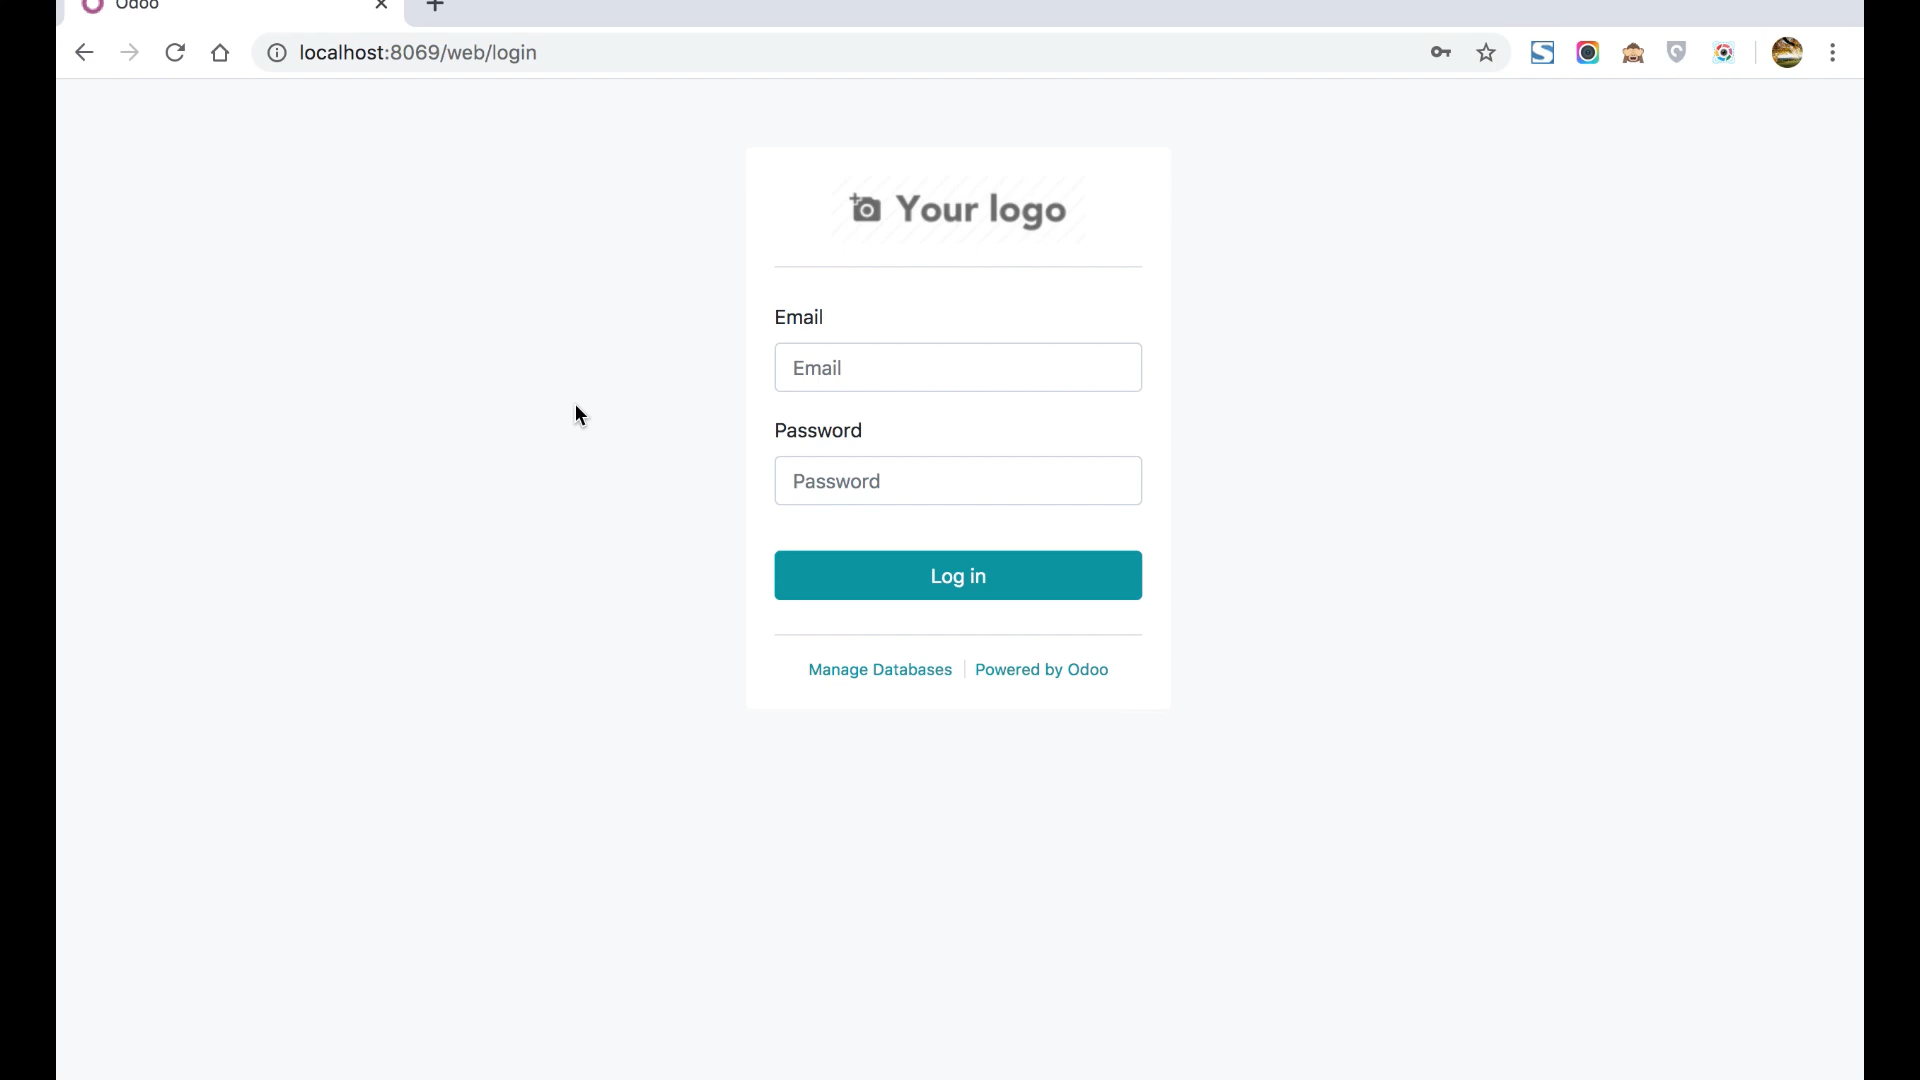 Odoo
localhost:8069/web/login
Your logo
Email
Email
Password
Password
Log in
Manage Databases Powered by Odoo